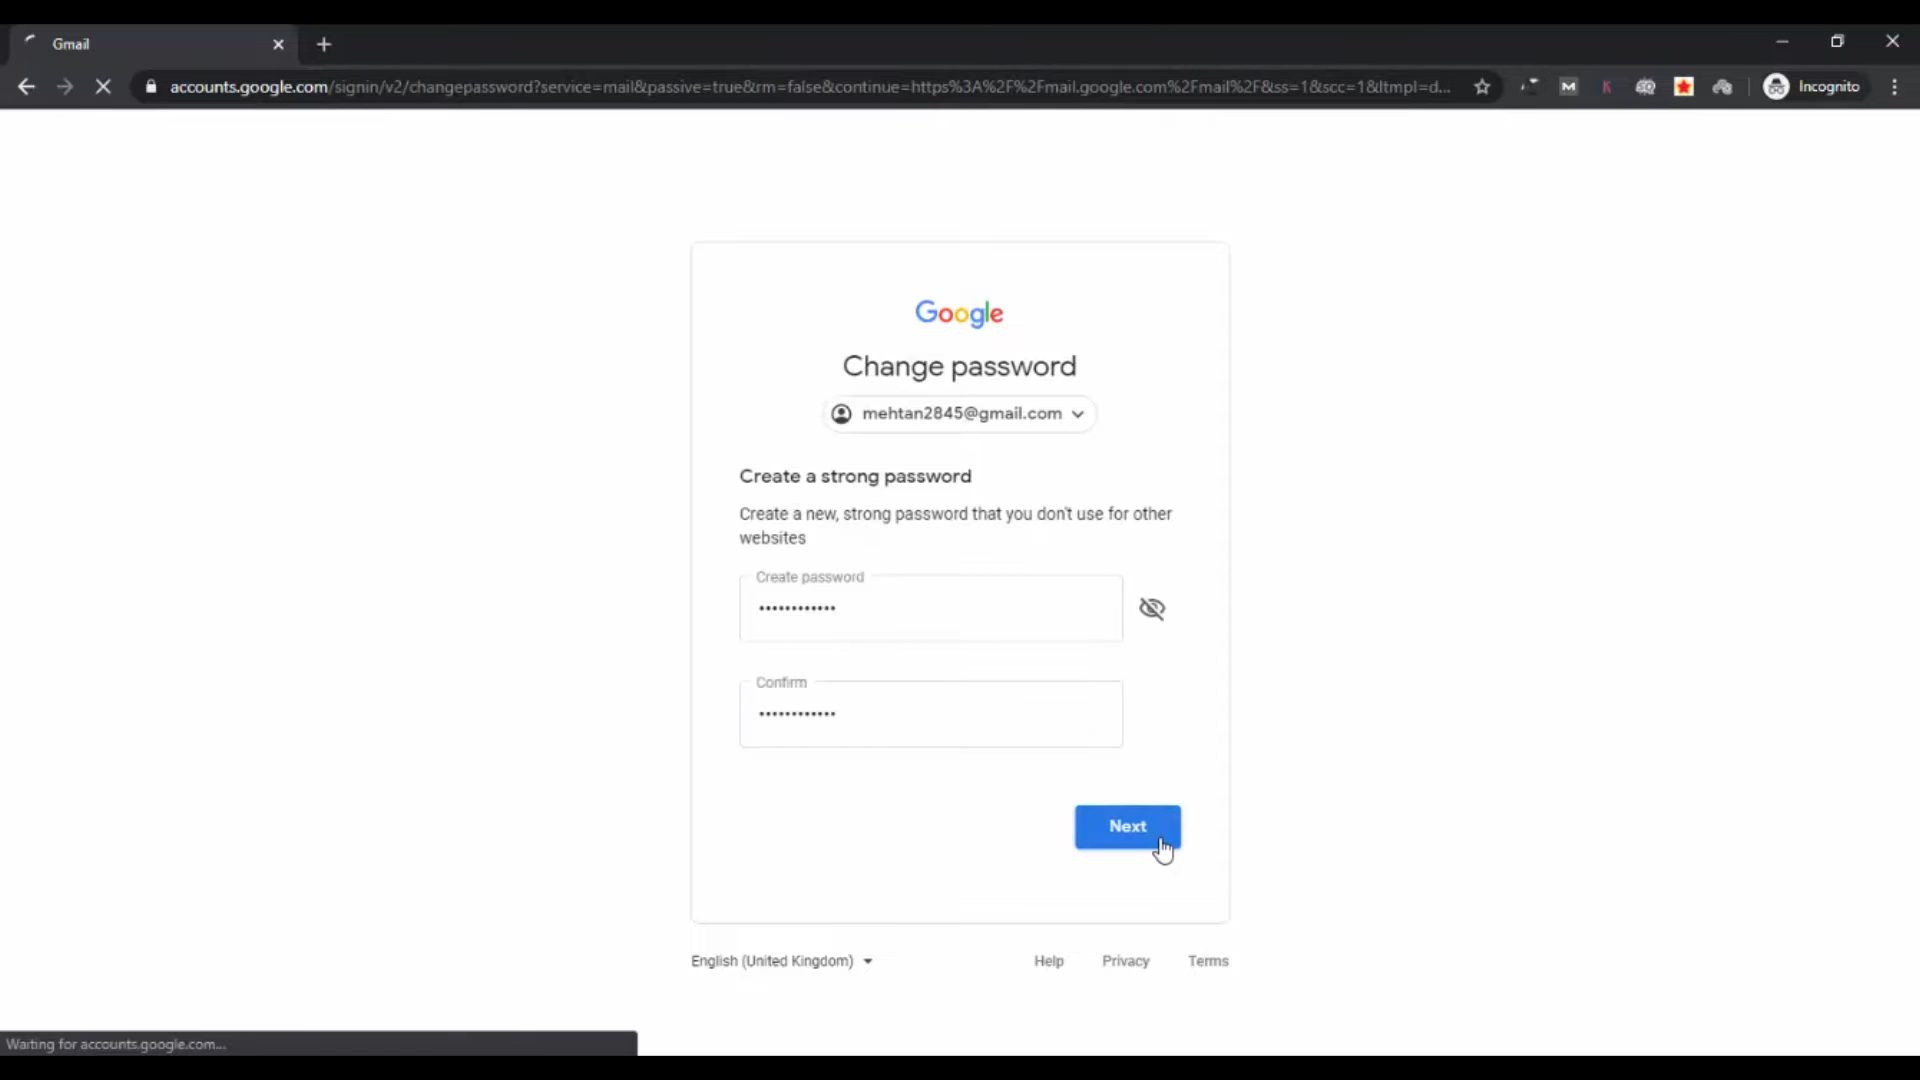 Gmail
accounts.google.com/signin/v2/changepassword?service=mail&passive=true&rm=false&continue=https%3A%2F%2Fmail.google.com%2Fmail%2F&ss=1&scc=1&ltmpl=d...
Incognito
Google
Change password
mehtan2845@gmail.com
Create a strong password
Create a new, strong password that you don't use for other
websites
Create password
••••••••••••
Confirm
••••••••••••
Next
English (United Kingdom)
Help Privacy Terms
Waiting for accounts.google.com...